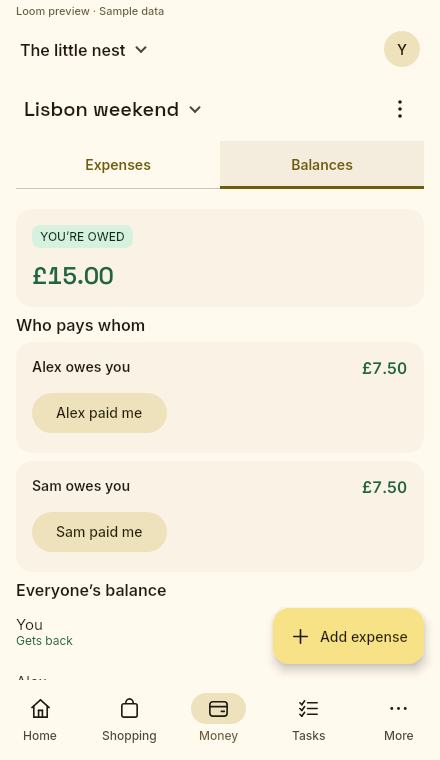 Loom preview · Sample data
The little nest
Y
Lisbon weekend
Expenses
Balances
YOU’RE OWED
£15.00
Who pays whom
Alex owes you
£7.50
Alex paid me
Sam owes you
£7.50
Sam paid me
Everyone’s balance
You
Gets back
Add expense
Home
Shopping
Money
Tasks
More